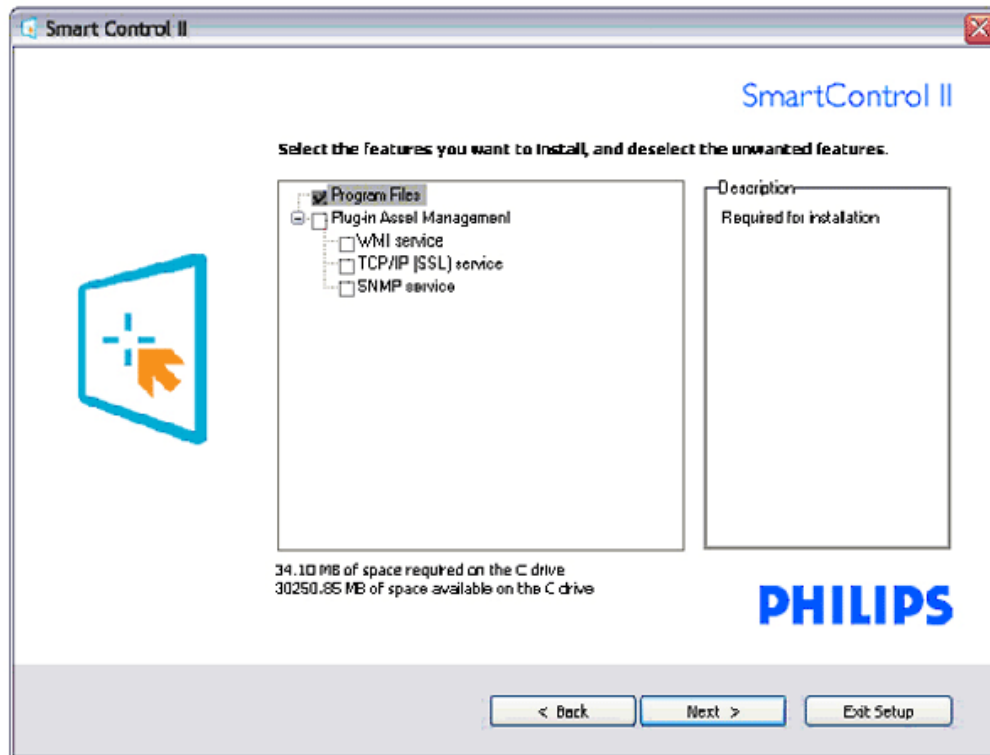 Smart Control II
SmartControl II
Select the features you want to install, and deselect the unwanted features.
Program Files
Plug-in Asset Management
WMI service
TCP/IP (SSL) service
SNMP service
Description
Required for installation
34.10 MB of space required on the C drive
30250.85 MB of space available on the C drive
PHILIPS
< Back
Next >
Exit Setup